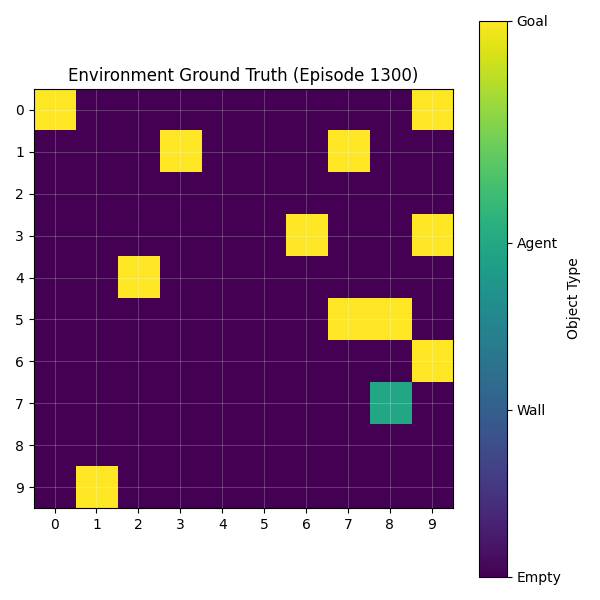 Environment Ground Truth (Episode 1300)
Goal
Agent
Wall
Empty
Object Type
0
1
2
3
4
5
6
7
8
9
0 1 2 3 4 5 6 7 8 9